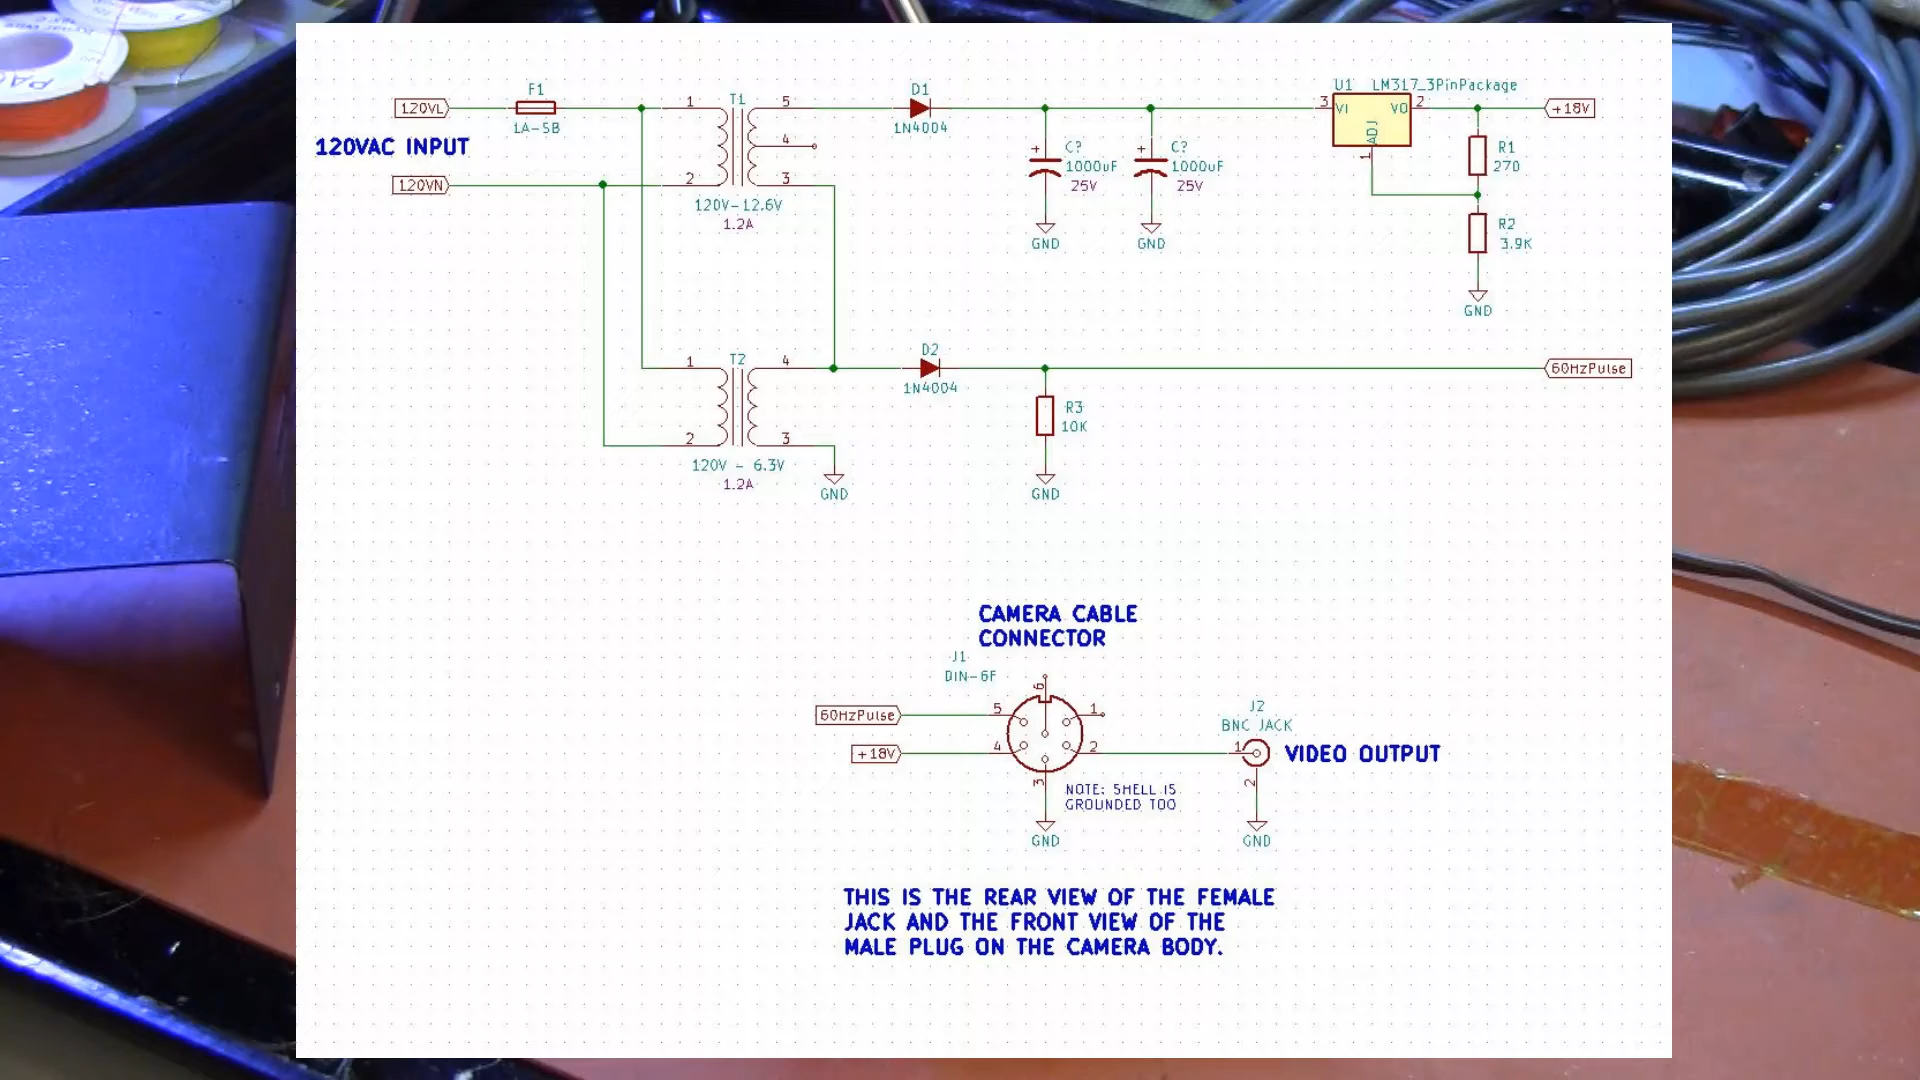 F1
120VL
1A-SB
120VAC INPUT
120VN
1
2
T1
5
4
3
120V-12.6V
1.2A
D1
1N4004
+
C?
1000uF
25V
GND
+
C?
1000uF
25V
GND
U1 LM317_3PinPackage
3
VI
VO
2
ADJ
1
+18V
R1
270
R2
3.9K
GND
1
2
T2
4
3
120V - 6.3V
1.2A
GND
D2
1N4004
60HzPulse
R3
10K
GND
CAMERA CABLE
CONNECTOR
J1
DIN-6F
6
60HzPulse
5
1
+18V
4
2
3
NOTE: SHELL IS
GROUNDED TOO
GND
J2
BNC JACK
1
VIDEO OUTPUT
2
GND
THIS IS THE REAR VIEW OF THE FEMALE
JACK AND THE FRONT VIEW OF THE
MALE PLUG ON THE CAMERA BODY.